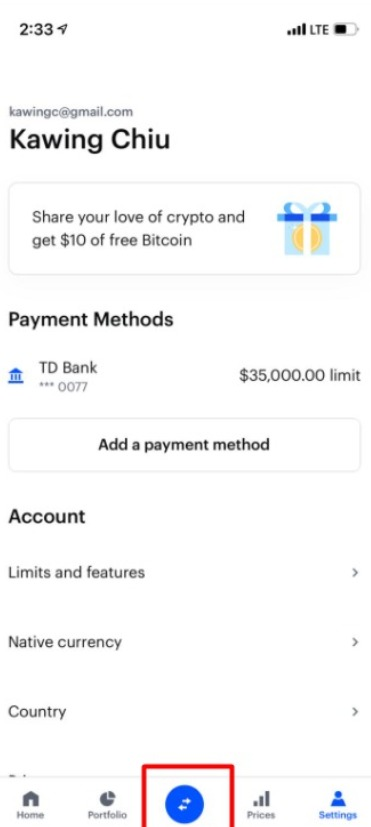 2:33
LTE
kawingc@gmail.com
Kawing Chiu
Share your love of crypto and
get $10 of free Bitcoin
Payment Methods
TD Bank
*** 0077
$35,000.00 limit
Add a payment method
Account
Limits and features
Native currency
Country
Home
Portfolio
Prices
Settings